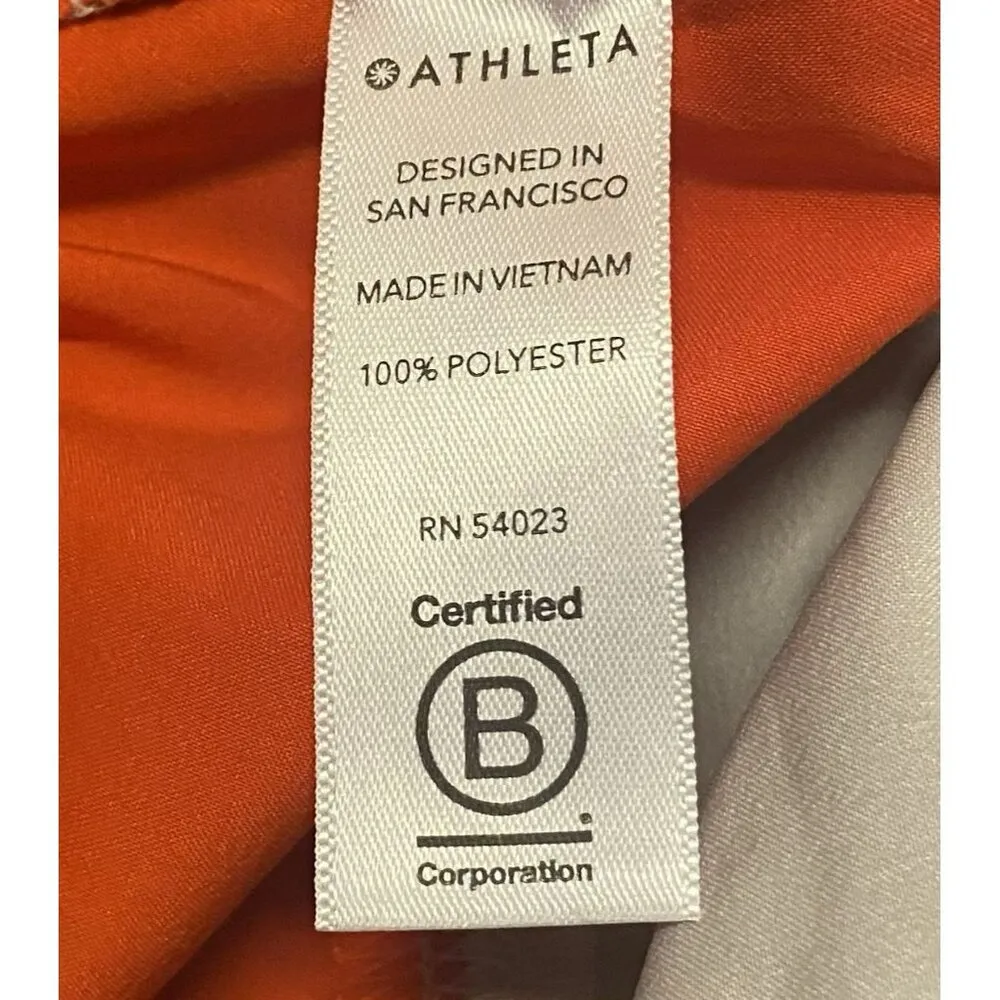 ATHLETA
DESIGNED IN
SAN FRANCISCO
MADE IN VIETNAM
100% POLYESTER
RN 54023
Certified
B
Corporation